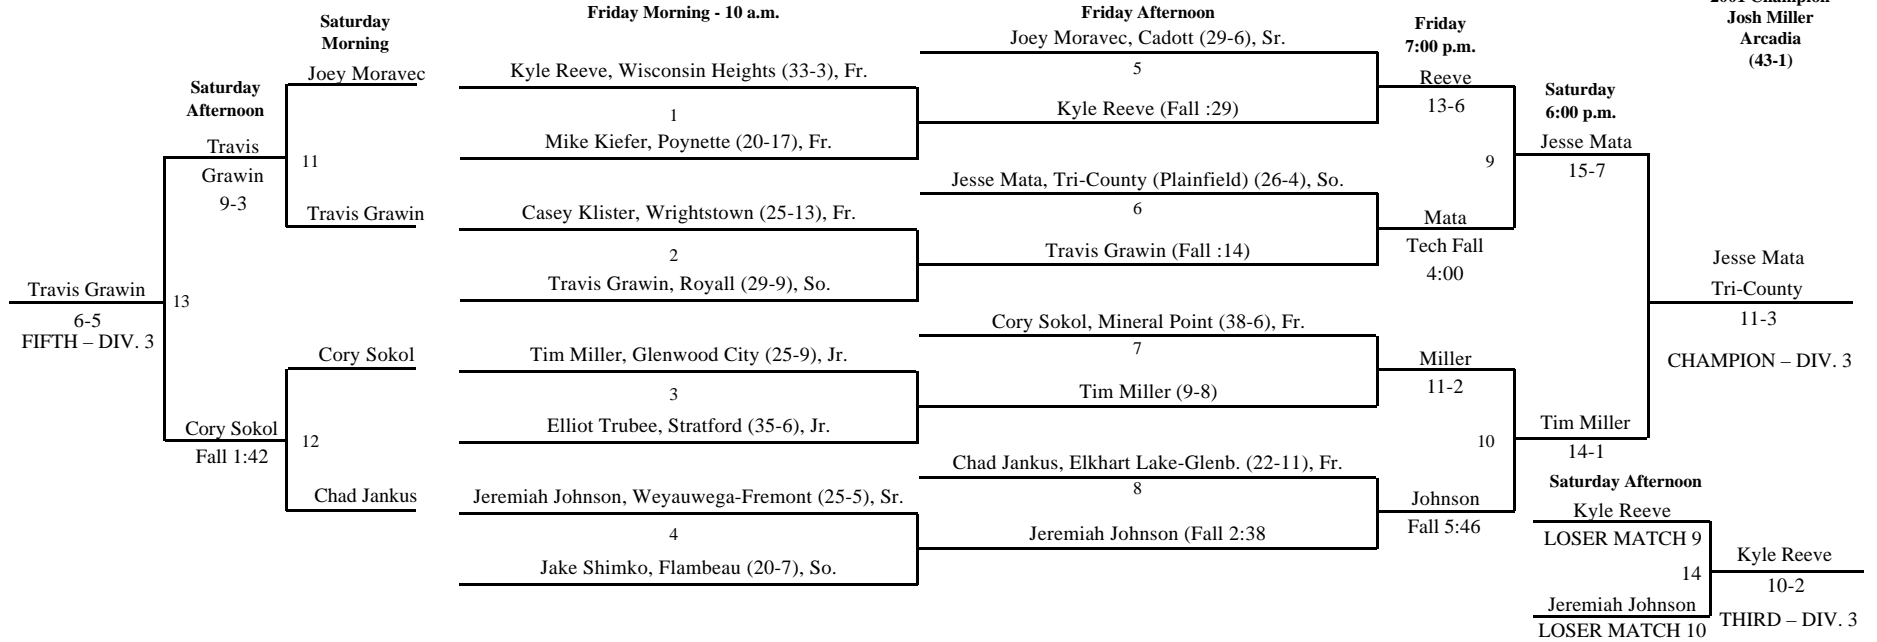 Saturday
Morning
Joey Moravec
Saturday
Afternoon
Travis
Grawin
9-3
11
Travis Grawin
Travis Grawin
13
6-5
FIFTH – DIV. 3
Cory Sokol
Cory Sokol
Fall 1:42
12
Chad Jankus
Friday Morning - 10 a.m.
Kyle Reeve, Wisconsin Heights (33-3), Fr.
1
Mike Kiefer, Poynette (20-17), Fr.
Casey Klister, Wrightstown (25-13), Fr.
2
Travis Grawin, Royall (29-9), So.
Tim Miller, Glenwood City (25-9), Jr.
3
Elliot Trubee, Stratford (35-6), Jr.
Jeremiah Johnson, Weyauwega-Fremont (25-5), Sr.
4
Jake Shimko, Flambeau (20-7), So.
Friday Afternoon
Joey Moravec, Cadott (29-6), Sr.
5
Kyle Reeve (Fall :29)
Jesse Mata, Tri-County (Plainfield) (26-4), So.
6
Travis Grawin (Fall :14)
Cory Sokol, Mineral Point (38-6), Fr.
7
Tim Miller (9-8)
Chad Jankus, Elkhart Lake-Glenb. (22-11), Fr.
8
Jeremiah Johnson (Fall 2:38
Friday
7:00 p.m.
Reeve
13-6
9
Mata
Tech Fall
4:00
Miller
11-2
10
Johnson
Fall 5:46
Saturday
6:00 p.m.
Jesse Mata
15-7
Tim Miller
14-1
2001 Champion
Josh Miller
Arcadia
(43-1)
Jesse Mata
Tri-County
11-3
CHAMPION – DIV. 3
Saturday Afternoon
Kyle Reeve
LOSER MATCH 9
14
Jeremiah Johnson
LOSER MATCH 10
Kyle Reeve
10-2
THIRD – DIV. 3